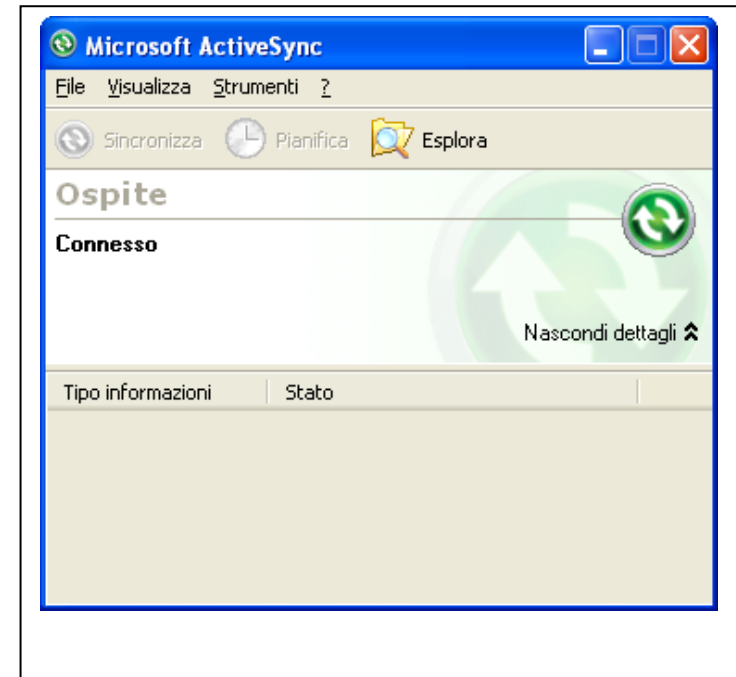 Microsoft ActiveSync
File Visualizza Strumenti ?
Sincronizza Pianifica Esplora
Ospite
Connesso
Nascondi dettagli
Tipo informazioni Stato